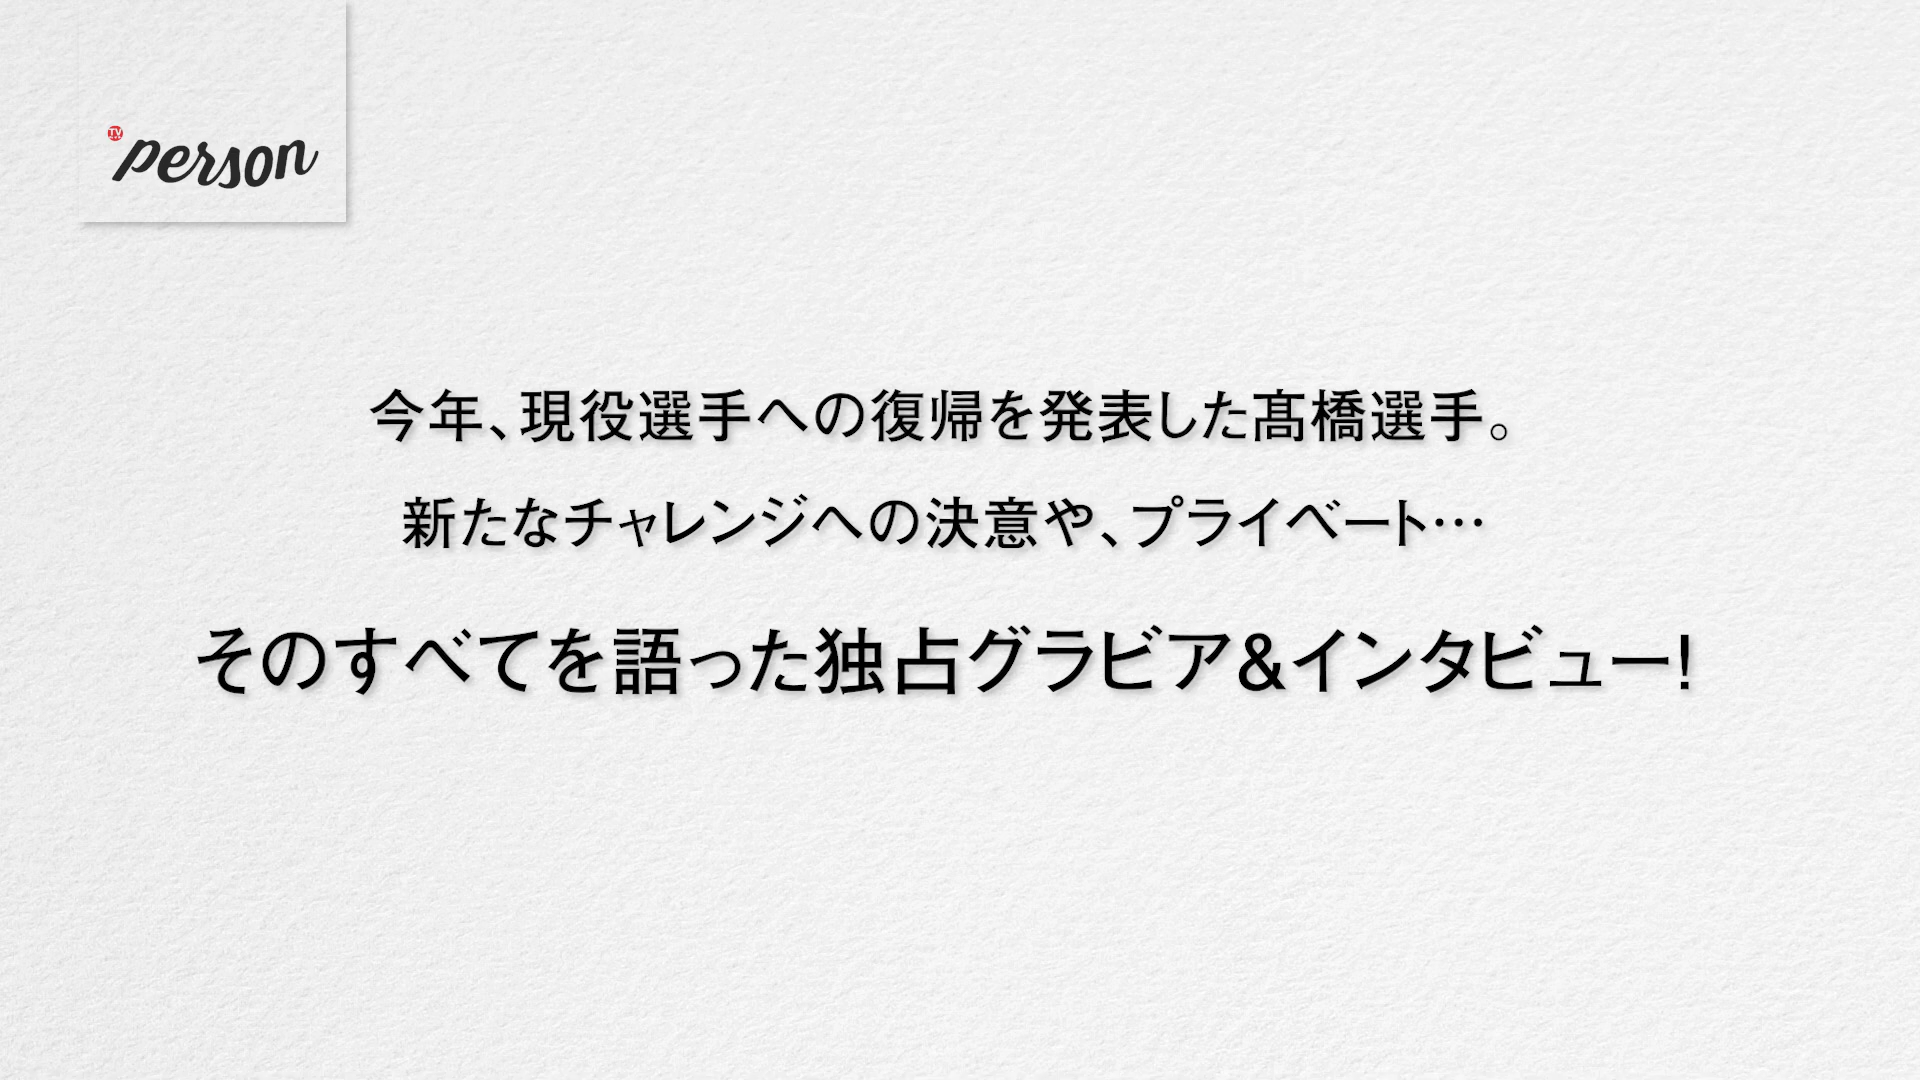 TV
person
今年、現役選手への復帰を発表した髙橋選手。
新たなチャレンジへの決意や、プライベート…
そのすべてを語った独占グラビア&インタビュー!